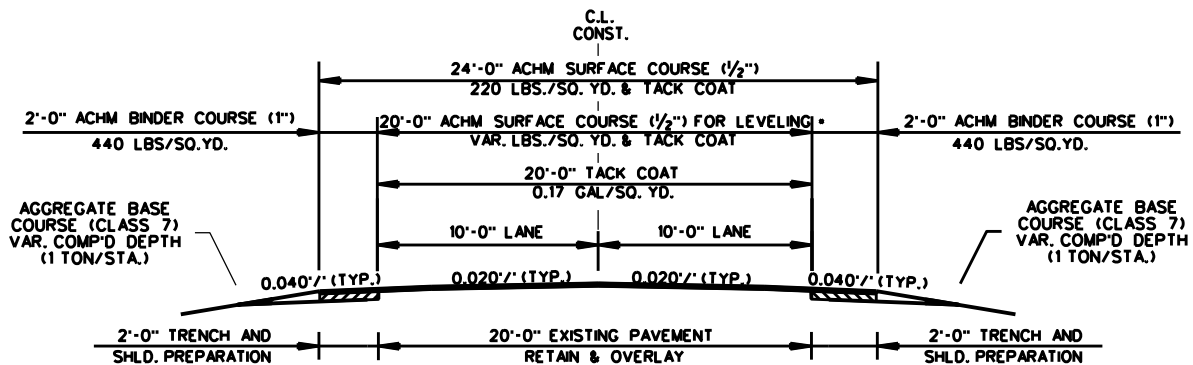 C.L.
CONST.
24'-0" ACHM SURFACE COURSE (1/2")
220 LBS./SQ. YD. & TACK COAT
2'-0" ACHM BINDER COURSE (1")
440 LBS/SQ.YD.
20'-0" ACHM SURFACE COURSE (1/2") FOR LEVELING *
VAR. LBS./SQ. YD. & TACK COAT
2'-0" ACHM BINDER COURSE (1")
440 LBS/SQ.YD.
20'-0" TACK COAT
0.17 GAL/SQ. YD.
AGGREGATE BASE
COURSE (CLASS 7)
VAR. COMP'D DEPTH
(1 TON/STA.)
10'-0" LANE
10'-0" LANE
AGGREGATE BASE
COURSE (CLASS 7)
VAR. COMP'D DEPTH
(1 TON/STA.)
0.040'/' (TYP.)
0.020'/' (TYP.)
0.020'/' (TYP.)
0.040'/' (TYP.)
2'-0" TRENCH AND
SHLD. PREPARATION
20'-0" EXISTING PAVEMENT
RETAIN & OVERLAY
2'-0" TRENCH AND
SHLD. PREPARATION